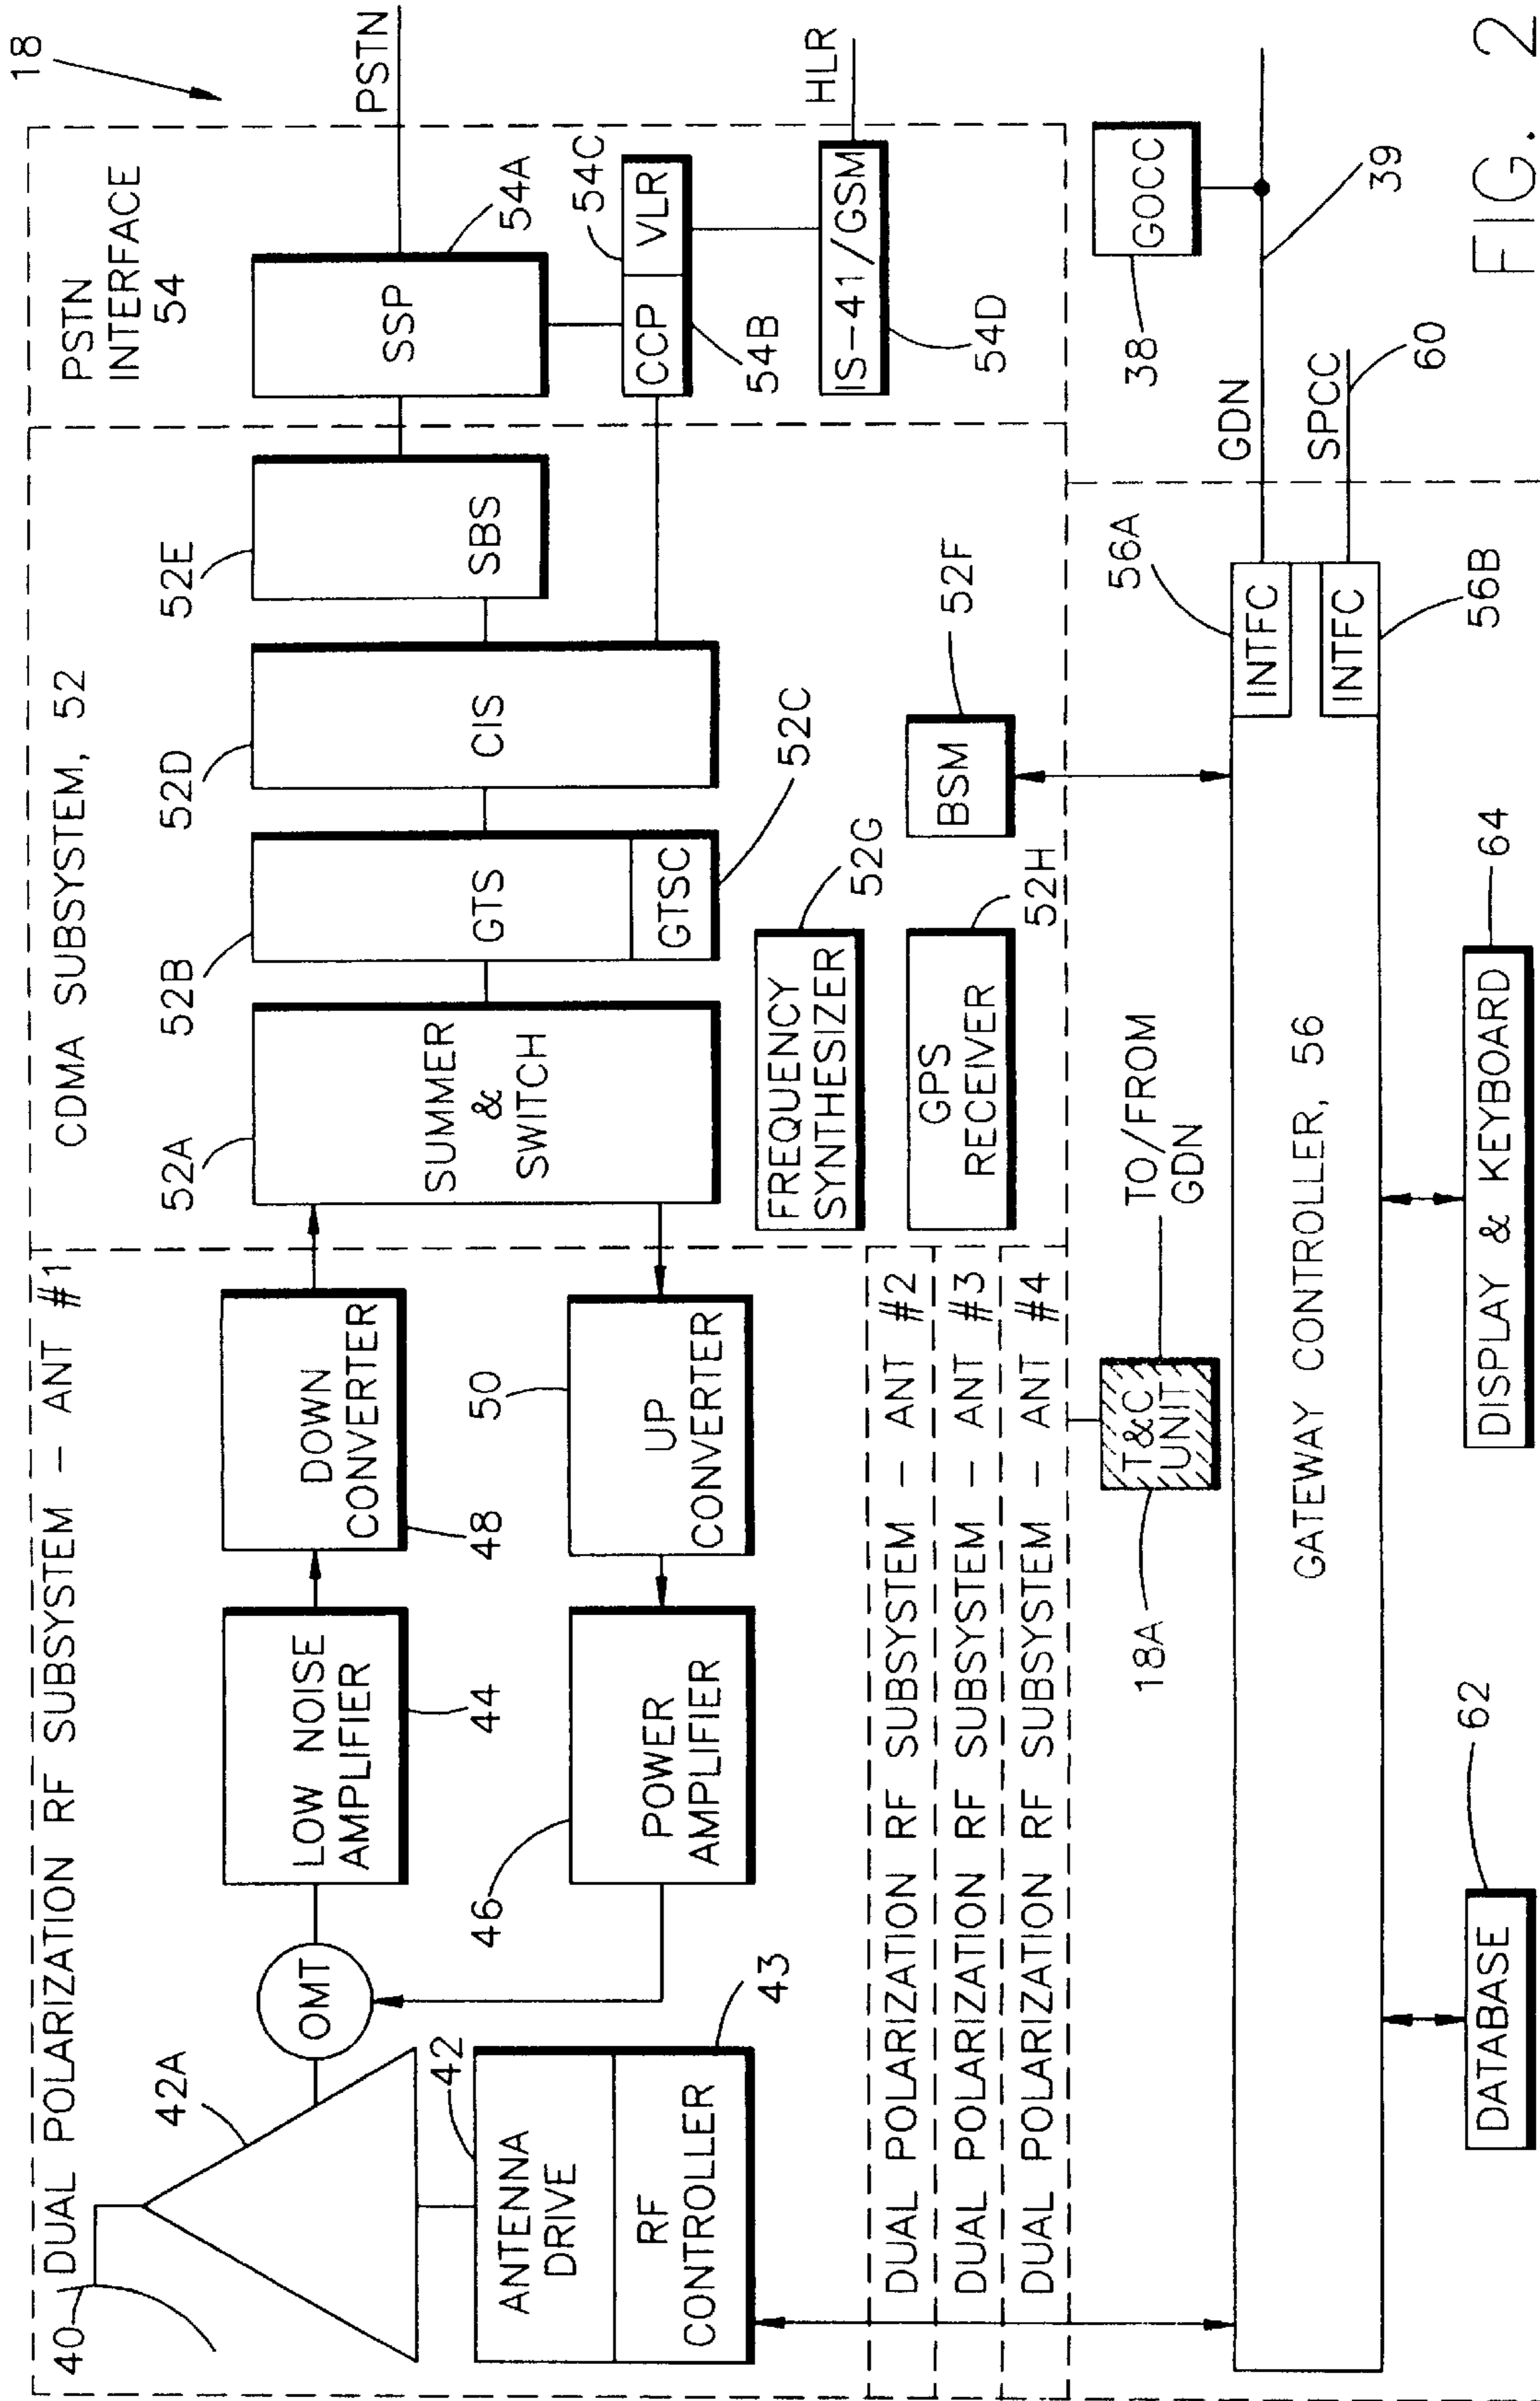 18
DUAL POLARIZATION RF SUBSYSTEM - ANT #1
40
42A
OMT
LOW NOISE
AMPLIFIER
44
DOWN
CONVERTER
48
42
ANTENNA
DRIVE
RF
CONTROLLER
43
46
POWER
AMPLIFIER
50
UP
CONVERTER
DUAL POLARIZATION RF SUBSYSTEM - ANT #2
DUAL POLARIZATION RF SUBSYSTEM - ANT #3
DUAL POLARIZATION RF SUBSYSTEM - ANT #4
CDMA SUBSYSTEM, 52
52A
SUMMER
&
SWITCH
52B
GTS
GTSC
52C
52D
CIS
52E
SBS
FREQUENCY
SYNTHESIZER
52G
GPS
RECEIVER
52H
BSM
52F
PSTN
INTERFACE
54
SSP
54A
PSTN
CCP
VLR
54C
54B
IS-41/GSM
54D
HLR
18A
T&C
UNIT
TO/FROM
GDN
GOCC
38
GDN
39
SPCC
60
56A
INTFC
INTFC
56B
GATEWAY CONTROLLER, 56
DATABASE
62
DISPLAY & KEYBOARD
64
FIG. 2